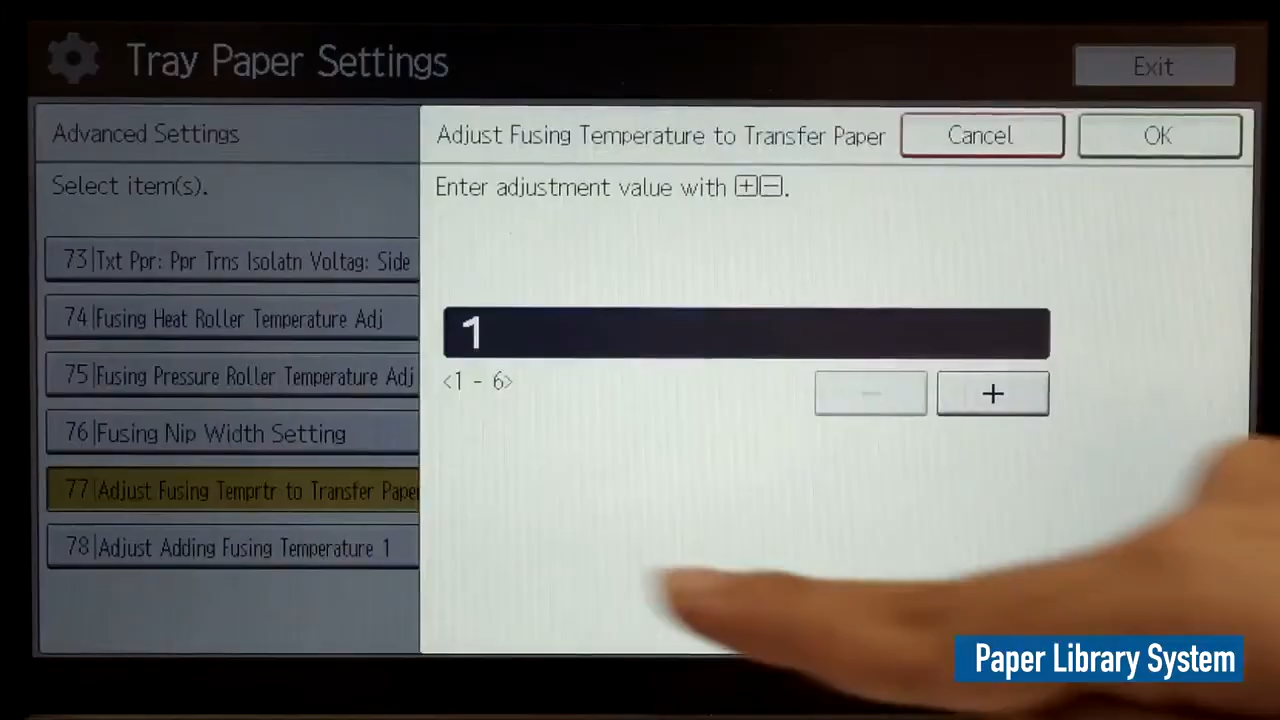 Tray Paper Settings
Exit
Advanced Settings
Select item(s).
73|Txt Ppr: Ppr Trns Isolatn Voltag: Side
74|Fusing Heat Roller Temperature Adj
75|Fusing Pressure Roller Temperature Adj
76|Fusing Nip Width Setting
77|Adjust Fusing Temprtr to Transfer Paper
78|Adjust Adding Fusing Temperature 1
Adjust Fusing Temperature to Transfer Paper
Cancel
OK
Enter adjustment value with ⊞⊟.
1
<1 - 6>
−
+
Paper Library System